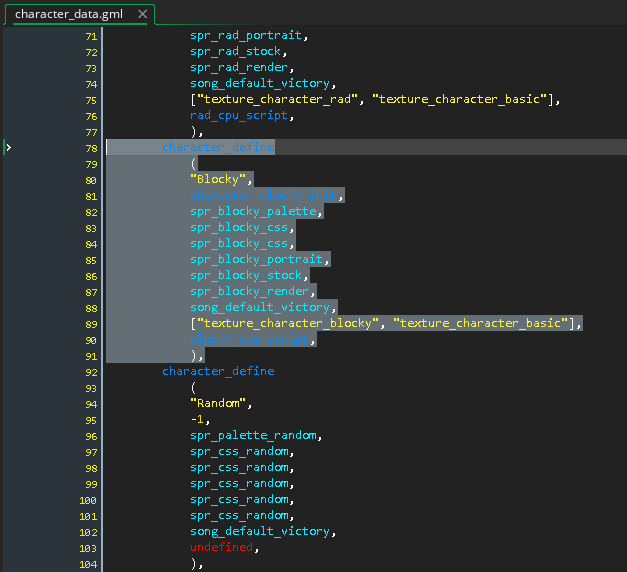 character_data.gml
71 spr_rad_portrait,
72 spr_rad_stock,
73 spr_rad_render,
74 song_default_victory,
75 ["texture_character_rad", "texture_character_basic"],
76 rad_cpu_script,
77 ),
78 character_define
79 (
80 "Blocky",
81 character_blocky_init,
82 spr_blocky_palette,
83 spr_blocky_css,
84 spr_blocky_css,
85 spr_blocky_portrait,
86 spr_blocky_stock,
87 spr_blocky_render,
88 song_default_victory,
89 ["texture_character_blocky", "texture_character_basic"],
90 blocky_cpu_script,
91 ),
92 character_define
93 (
94 "Random",
95 -1,
96 spr_palette_random,
97 spr_css_random,
98 spr_css_random,
99 spr_css_random,
100 spr_css_random,
101 spr_css_random,
102 song_default_victory,
103 undefined,
104 ),